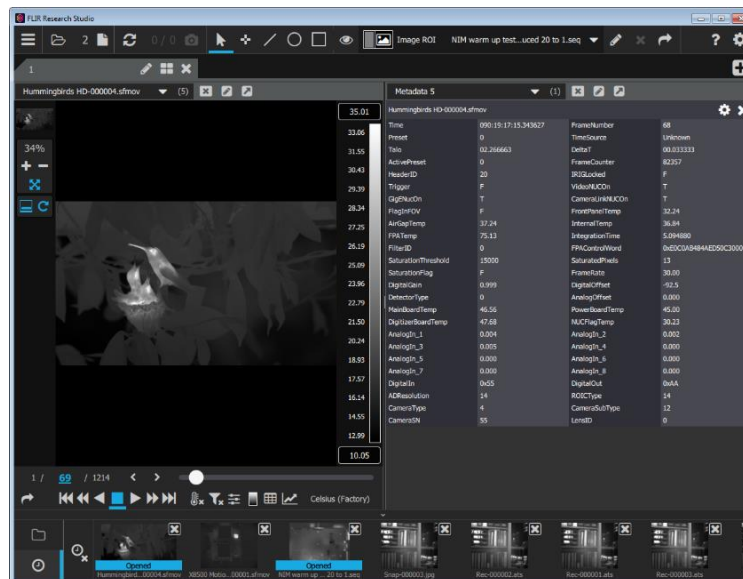 FLIR Research Studio
2
0 / 0
Image ROI
NIM warm up test...uced 20 to 1.seq
1
Hummingbirds HD-000004.sfmov
(5)
34%
35.01
33.06
31.55
30.43
29.39
28.34
27.25
26.19
25.09
23.96
22.79
21.50
20.24
18.93
17.57
16.14
14.55
12.99
10.05
1 / 69 / 1214
Celsius (Factory)
Metadata 5
(1)
Hummingbirds HD-000004.sfmov
Time 090:19:17:15.343627 FrameNumber 68
Preset 0 TimeSource Unknown
Talo 02.266663 DeltaT 00.033333
ActivePreset 0 FrameCounter 82357
HeaderID 20 IRIGLocked F
Trigger F VideoNUCOn T
GigENucOn T CameraLinkNUCOn T
FlagInFOV F FrontPanelTemp 32.24
AirGapTemp 37.24 InternalTemp 36.84
FPATemp 75.13 IntegrationTime 5.094880
FilterID 0 FPAControlWord 0xE0C0AB484AED50C3000
SaturationThreshold 15000 SaturatedPixels 13
SaturationFlag F FrameRate 30.00
DigitalGain 0.999 DigitalOffset -92.5
DetectorType 0 AnalogOffset 0.000
MainBoardTemp 46.56 PowerBoardTemp 45.00
DigitizerBoardTemp 47.68 NUCFlagTemp 30.23
AnalogIn_1 0.004 AnalogIn_2 0.002
AnalogIn_3 0.005 AnalogIn_4 0.000
AnalogIn_5 0.000 AnalogIn_6 0.000
AnalogIn_7 0.000 AnalogIn_8 0.000
DigitalIn 0x55 DigitalOut 0xAA
ADResolution 14 ROICType 14
CameraType 4 CameraSubType 12
CameraSN 55 LensID 0
Opened
Opened
Hummingbird...00004.sfmov
X8500 Motio...00001.sfmov
NIM warm up ... 20 to 1.seq
Snap-000003.jpg
Rec-000002.ats
Rec-000001.ats
Rec-000003.ats